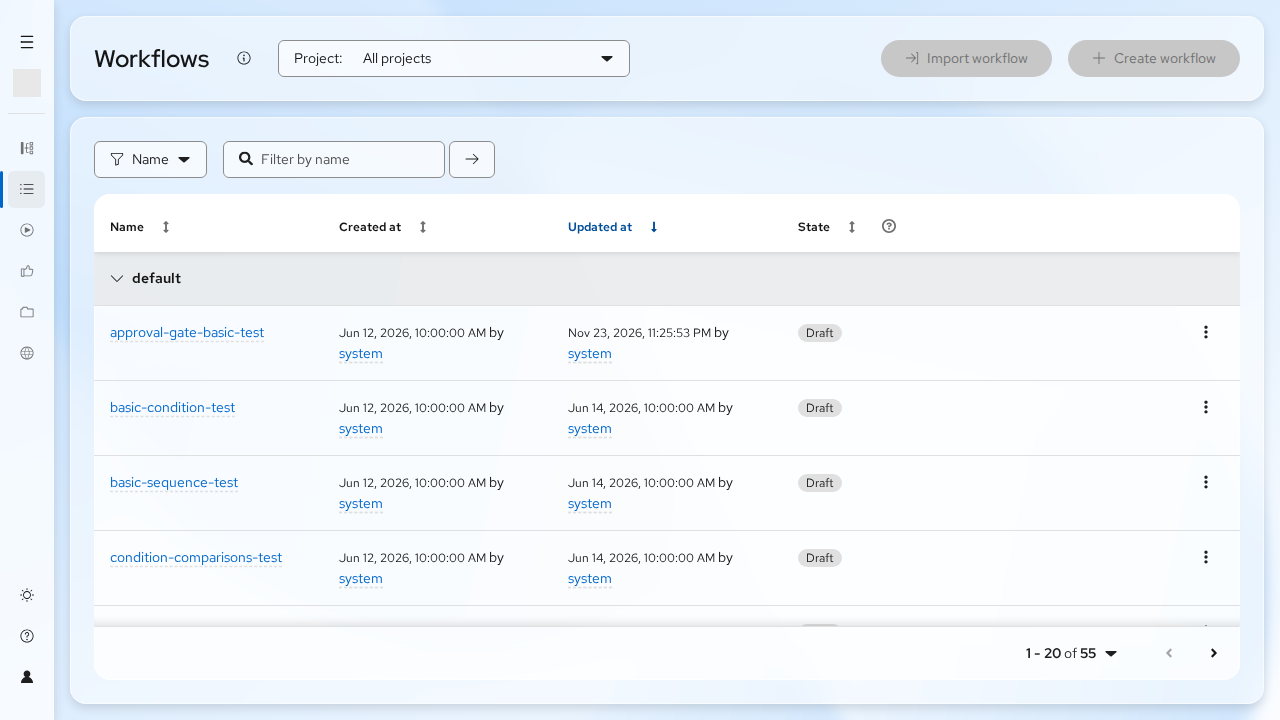 Workflows
Project: All projects
Import workflow
Create workflow
Name
Filter by name
Name Created at Updated at State
default
approval-gate-basic-test Jun 12, 2026, 10:00:00 AM by Nov 23, 2026, 11:25:53 PM by Draft
system system
basic-condition-test Jun 12, 2026, 10:00:00 AM by Jun 14, 2026, 10:00:00 AM by Draft
system system
basic-sequence-test Jun 12, 2026, 10:00:00 AM by Jun 14, 2026, 10:00:00 AM by Draft
system system
condition-comparisons-test Jun 12, 2026, 10:00:00 AM by Jun 14, 2026, 10:00:00 AM by Draft
system system
1 - 20 of 55